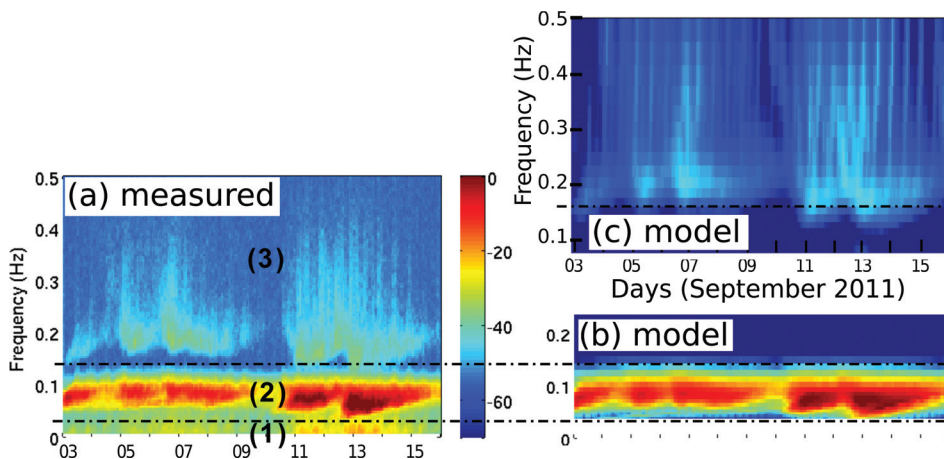 (a) measured
(1)
(2)
(3)
Frequency (Hz)
0.5
0.4
0.3
0.2
0.1
0
03 05 07 09 11 13 15
0
−20
−40
−60
(c) model
Frequency (Hz)
0.5
0.4
0.3
0.2
0.1
03 05 07 09 11 13 15
Days (September 2011)
(b) model
0.2
0.1
0